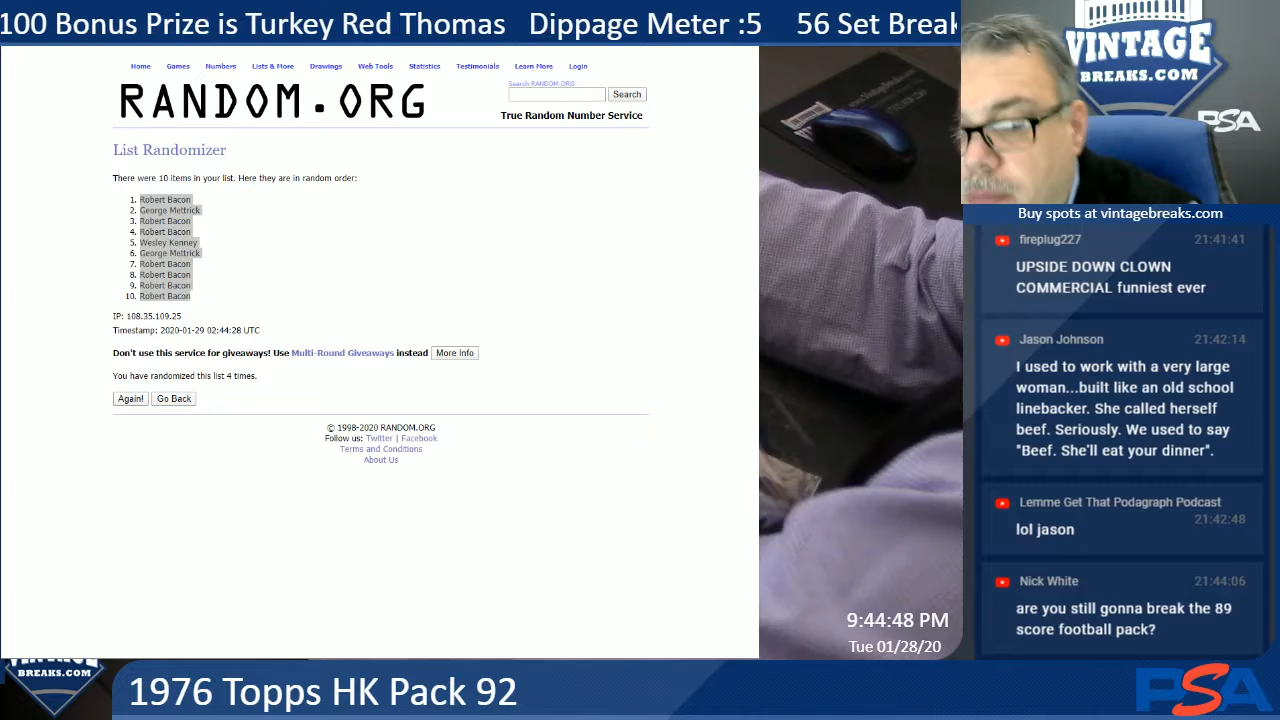 100 Bonus Prize is Turkey Red Thomas Dippage Meter :5 56 Set Break
Home Games Numbers Lists & More Drawings Web Tools Statistics Testimonials Learn More Login
RANDOM.ORG
Search RANDOM.ORG
Search
True Random Number Service
List Randomizer
There were 10 items in your list. Here they are in random order:
1. Robert Bacon
2. George Mettrick
3. Robert Bacon
4. Robert Bacon
5. Wesley Kenney
6. George Mettrick
7. Robert Bacon
8. Robert Bacon
9. Robert Bacon
10. Robert Bacon
IP: 108.35.109.25
Timestamp: 2020-01-29 02:44:28 UTC
Don't use this service for giveaways! Use Multi-Round Giveaways instead More Info
You have randomized this list 4 times.
Again! Go Back
© 1998-2020 RANDOM.ORG
Follow us: Twitter | Facebook
Terms and Conditions
About Us
VINTAGE
BREAKS.COM
PSA
Buy spots at vintagebreaks.com
fireplug227 21:41:41
UPSIDE DOWN CLOWN
COMMERCIAL funniest ever
Jason Johnson 21:42:14
I used to work with a very large
woman...built like an old school
linebacker. She called herself
beef. Seriously. We used to say
"Beef. She'll eat your dinner".
Lemme Get That Podagraph Podcast
21:42:48
lol jason
Nick White 21:44:06
are you still gonna break the 89
score football pack?
9:44:48 PM
Tue 01/28/20
VINTAGE
BREAKS.COM
1976 Topps HK Pack 92
PSA